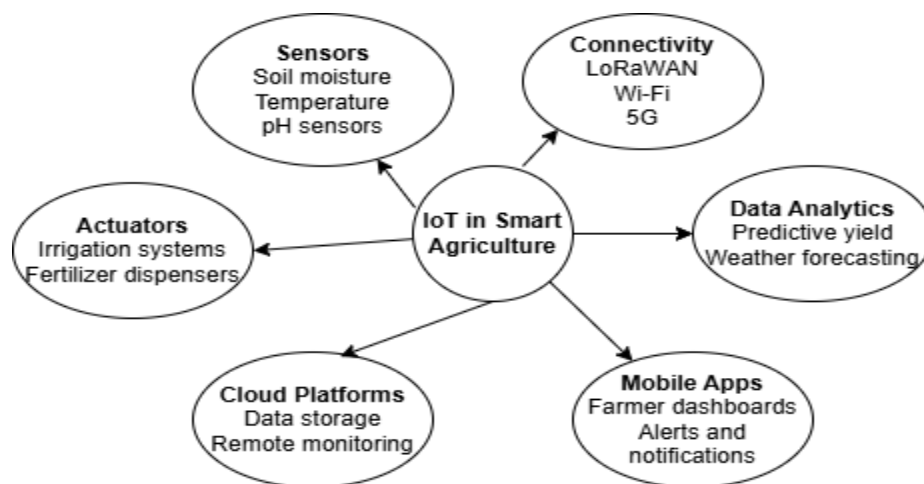 Sensors
Soil moisture
Temperature
pH sensors
Connectivity
LoRaWAN
Wi-Fi
5G
IoT in Smart
Agriculture
Actuators
Irrigation systems
Fertilizer dispensers
Data Analytics
Predictive yield
Weather forecasting
Cloud Platforms
Data storage
Remote monitoring
Mobile Apps
Farmer dashboards
Alerts and
notifications